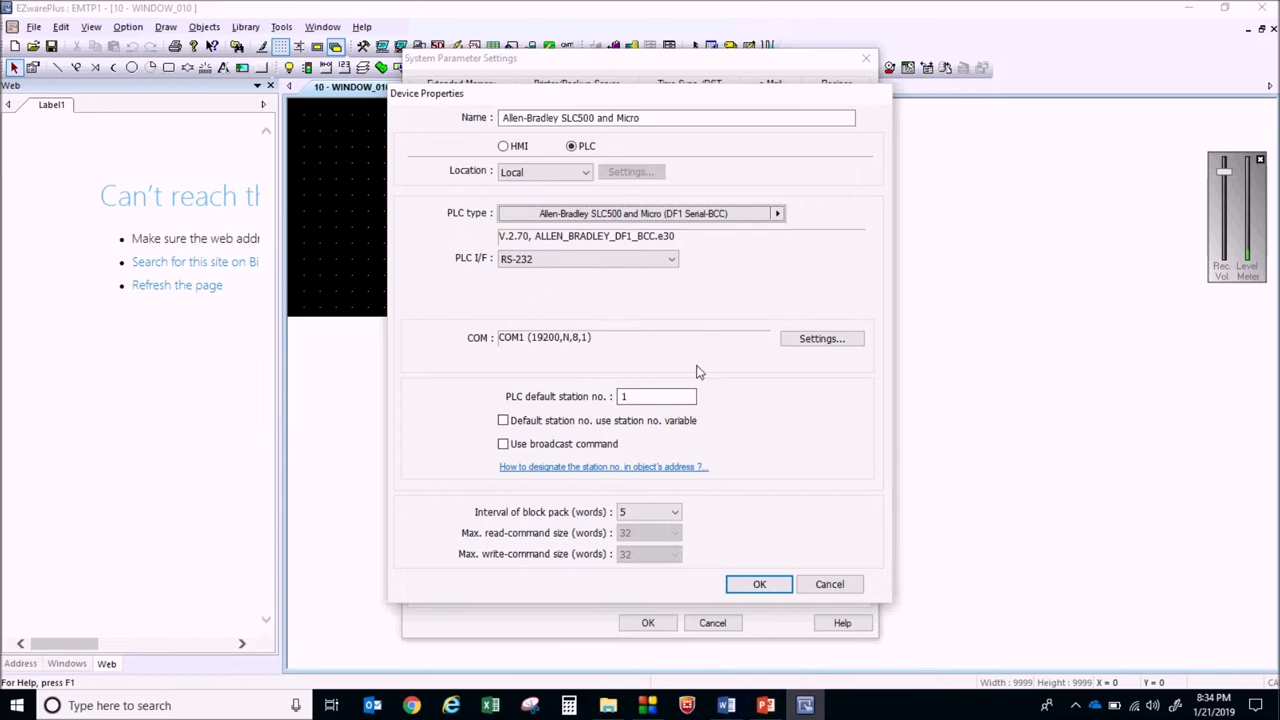 EZwarePlus : EMTP1 - [10 - WINDOW_010 ]
File Edit View Option Draw Objects Library Tools Window Help
System Parameter Settings
Web
10 - WINDOW_010
Label1
Device Properties
Name : Allen-Bradley SLC500 and Micro
HMI PLC
Location : Local Settings...
Can't reach th
Make sure the web addr
Search for this site on Bi
Refresh the page
PLC type : Allen-Bradley SLC500 and Micro (DF1 Serial-BCC)
V.2.70, ALLEN_BRADLEY_DF1_BCC.e30
PLC I/F : RS-232
Rec. Vol
Level Meter
COM : COM1 (19200,N,8,1) Settings...
PLC default station no. : 1
Default station no. use station no. variable
Use broadcast command
How to designate the station no. in object's address ?...
Interval of block pack (words) : 5
Max. read-command size (words) : 32
Max. write-command size (words) : 32
OK Cancel
OK Cancel Help
Address Windows Web
For Help, press F1
Width : 9999 Height : 9999 X = 0 Y = 0 CA
Type here to search
8:34 PM
1/21/2019